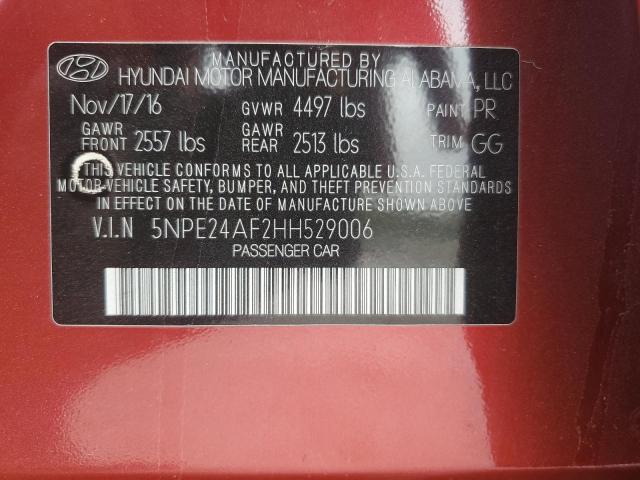 MANUFACTURED BY
HYUNDAI MOTOR MANUFACTURING ALABAMA, LLC
Nov/17/16 GVWR 4497 lbs PAINT PR
GAWR FRONT 2557 lbs GAWR REAR 2513 lbs TRIM GG
THIS VEHICLE CONFORMS TO ALL APPLICABLE U.S.A. FEDERAL
MOTOR VEHICLE SAFETY, BUMPER, AND THEFT PREVENTION STANDARDS
IN EFFECT ON THE DATE OF MANUFACTURE SHOWN ABOVE.
V.I.N 5NPE24AF2HH529006
PASSENGER CAR